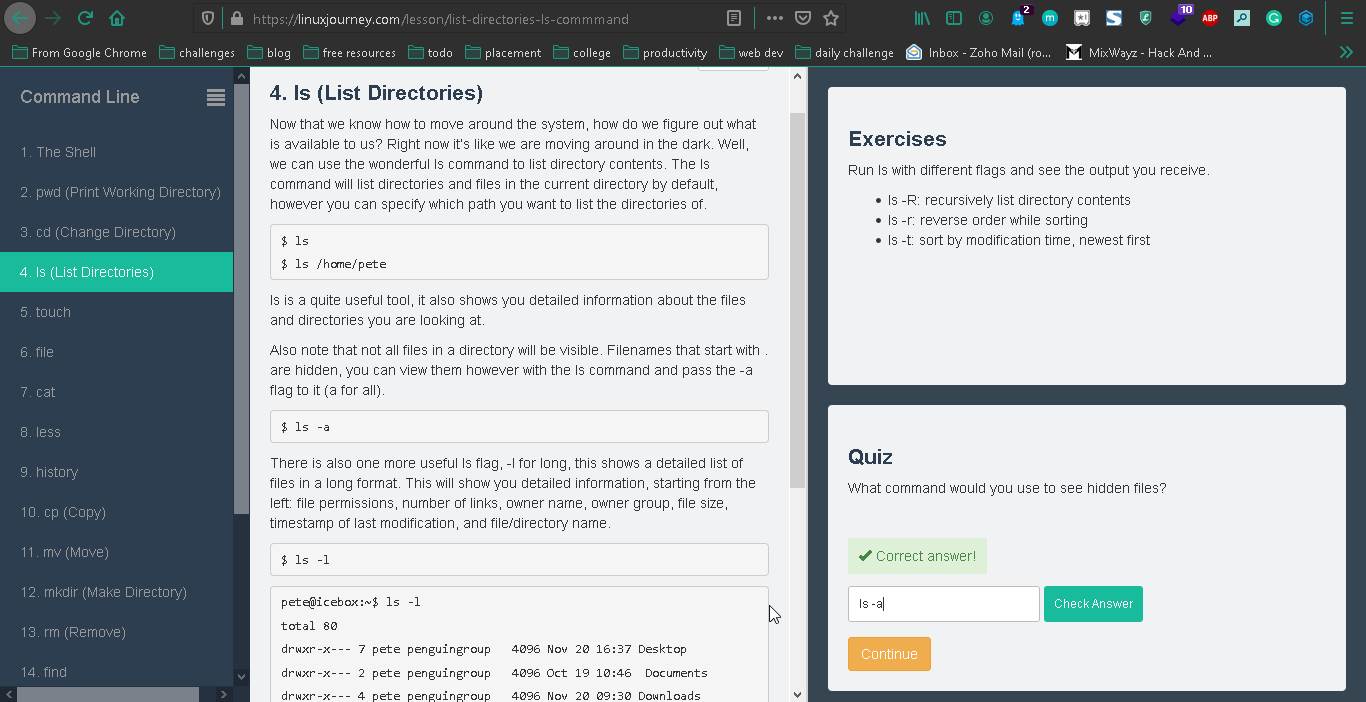 https://linuxjourney.com/lesson/list-directories-ls-commmand
2
10
ABP
From Google Chrome
challenges
blog
free resources
todo
placement
college
productivity
web dev
daily challenge
Inbox - Zoho Mail (ro...
MixWayz - Hack And ...
Command Line
1. The Shell
2. pwd (Print Working Directory)
3. cd (Change Directory)
4. ls (List Directories)
5. touch
6. file
7. cat
8. less
9. history
10. cp (Copy)
11. mv (Move)
12. mkdir (Make Directory)
13. rm (Remove)
14. find
4. ls (List Directories)
Now that we know how to move around the system, how do we figure out what
is available to us? Right now it's like we are moving around in the dark. Well,
we can use the wonderful ls command to list directory contents. The ls
command will list directories and files in the current directory by default,
however you can specify which path you want to list the directories of.
$ ls
$ ls /home/pete
ls is a quite useful tool, it also shows you detailed information about the files
and directories you are looking at.
Also note that not all files in a directory will be visible. Filenames that start with .
are hidden, you can view them however with the ls command and pass the -a
flag to it (a for all).
$ ls -a
There is also one more useful ls flag, -l for long, this shows a detailed list of
files in a long format. This will show you detailed information, starting from the
left: file permissions, number of links, owner name, owner group, file size,
timestamp of last modification, and file/directory name.
$ ls -l
pete@icebox:~$ ls -l
total 80
drwxr-x--- 7 pete penguingroup 4096 Nov 20 16:37 Desktop
drwxr-x--- 2 pete penguingroup 4096 Oct 19 10:46 Documents
drwxr-x--- 4 pete penguingroup 4096 Nov 20 09:30 Downloads
Exercises
Run ls with different flags and see the output you receive.
• ls -R: recursively list directory contents
• ls -r: reverse order while sorting
• ls -t: sort by modification time, newest first
Quiz
What command would you use to see hidden files?
✔ Correct answer!
ls -a
Check Answer
Continue